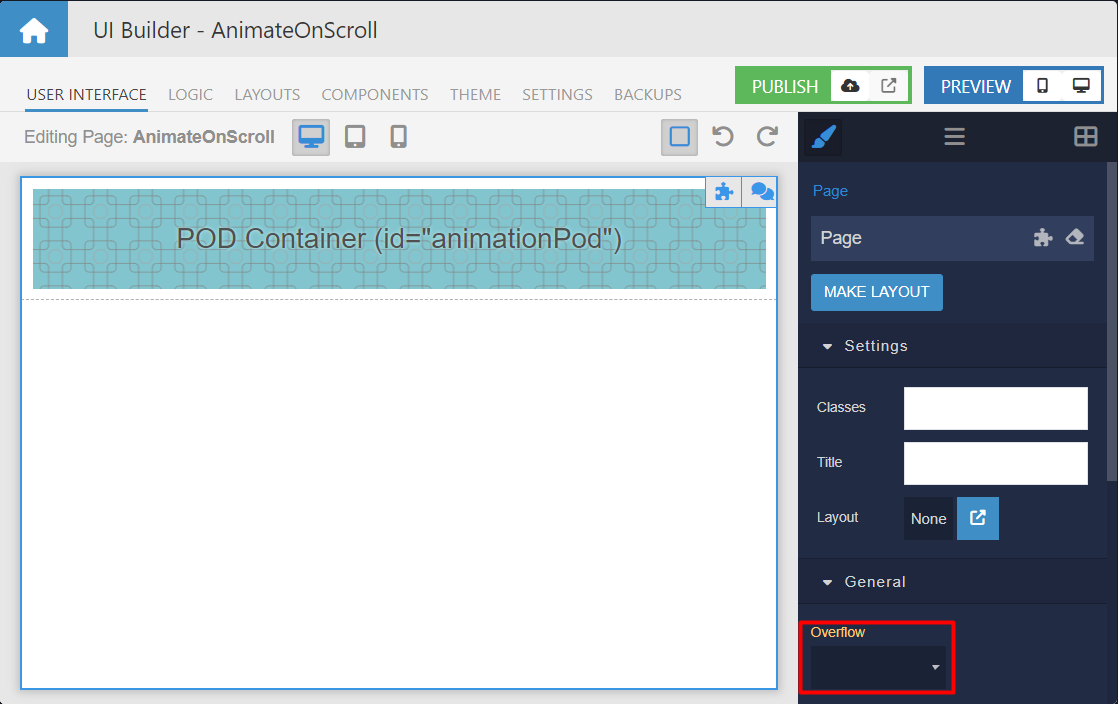 UI Builder - AnimateOnScroll
USER INTERFACE LOGIC LAYOUTS COMPONENTS THEME SETTINGS BACKUPS
PUBLISH PREVIEW
Editing Page: AnimateOnScroll
POD Container (id="animationPod")
Page
Page
MAKE LAYOUT
Settings
Classes
Title
Layout None
General
Overflow